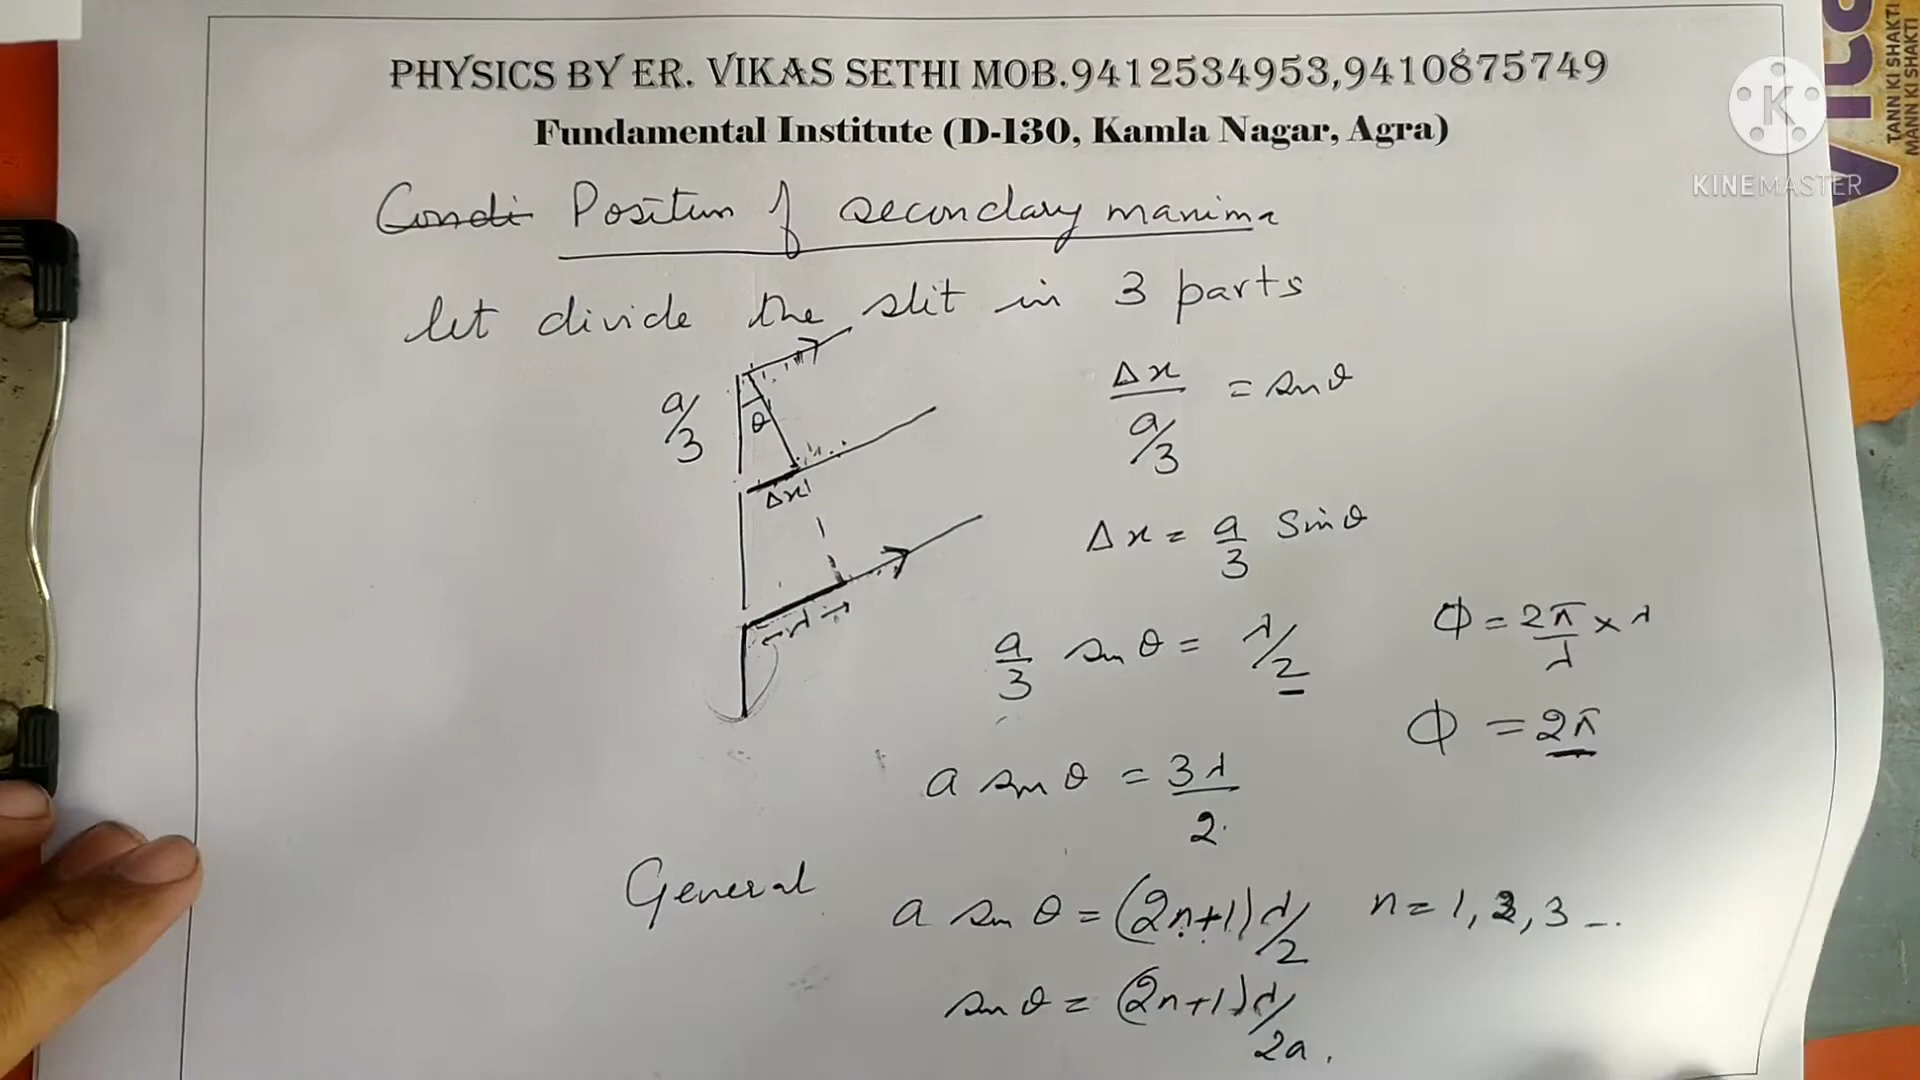 PHYSICS BY ER. VIKAS SETHI MOB.9412534953,9410875749
Fundamental Institute (D-130, Kamla Nagar, Agra)
K
KINEMASTER
TANN KI SHAKTI
MANN KI SHAKTI
Condi Position of secondary maxima
let divide the slit in 3 parts
a/3
θ
Δx
Δx / a/3 = sinθ
Δx = a/3 Sinθ
λ
a/3 sin θ = λ/2
ϕ = 2π/λ × λ
ϕ = 2π
a sin θ = 3λ/2
General a sin θ = (2n+1)λ/2 n = 1, 2, 3 ...
sin θ = (2n+1)λ/2a.